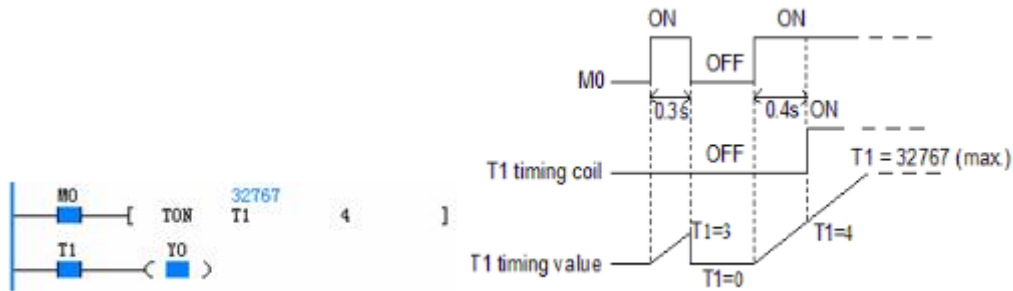 M0 32767
TON T1 4
T1 Y0
ON ON
M0 OFF
0.3s 0.4s ON
T1 timing coil OFF T1 = 32767 (max.)
T1=3 T1=4
T1 timing value
T1=0